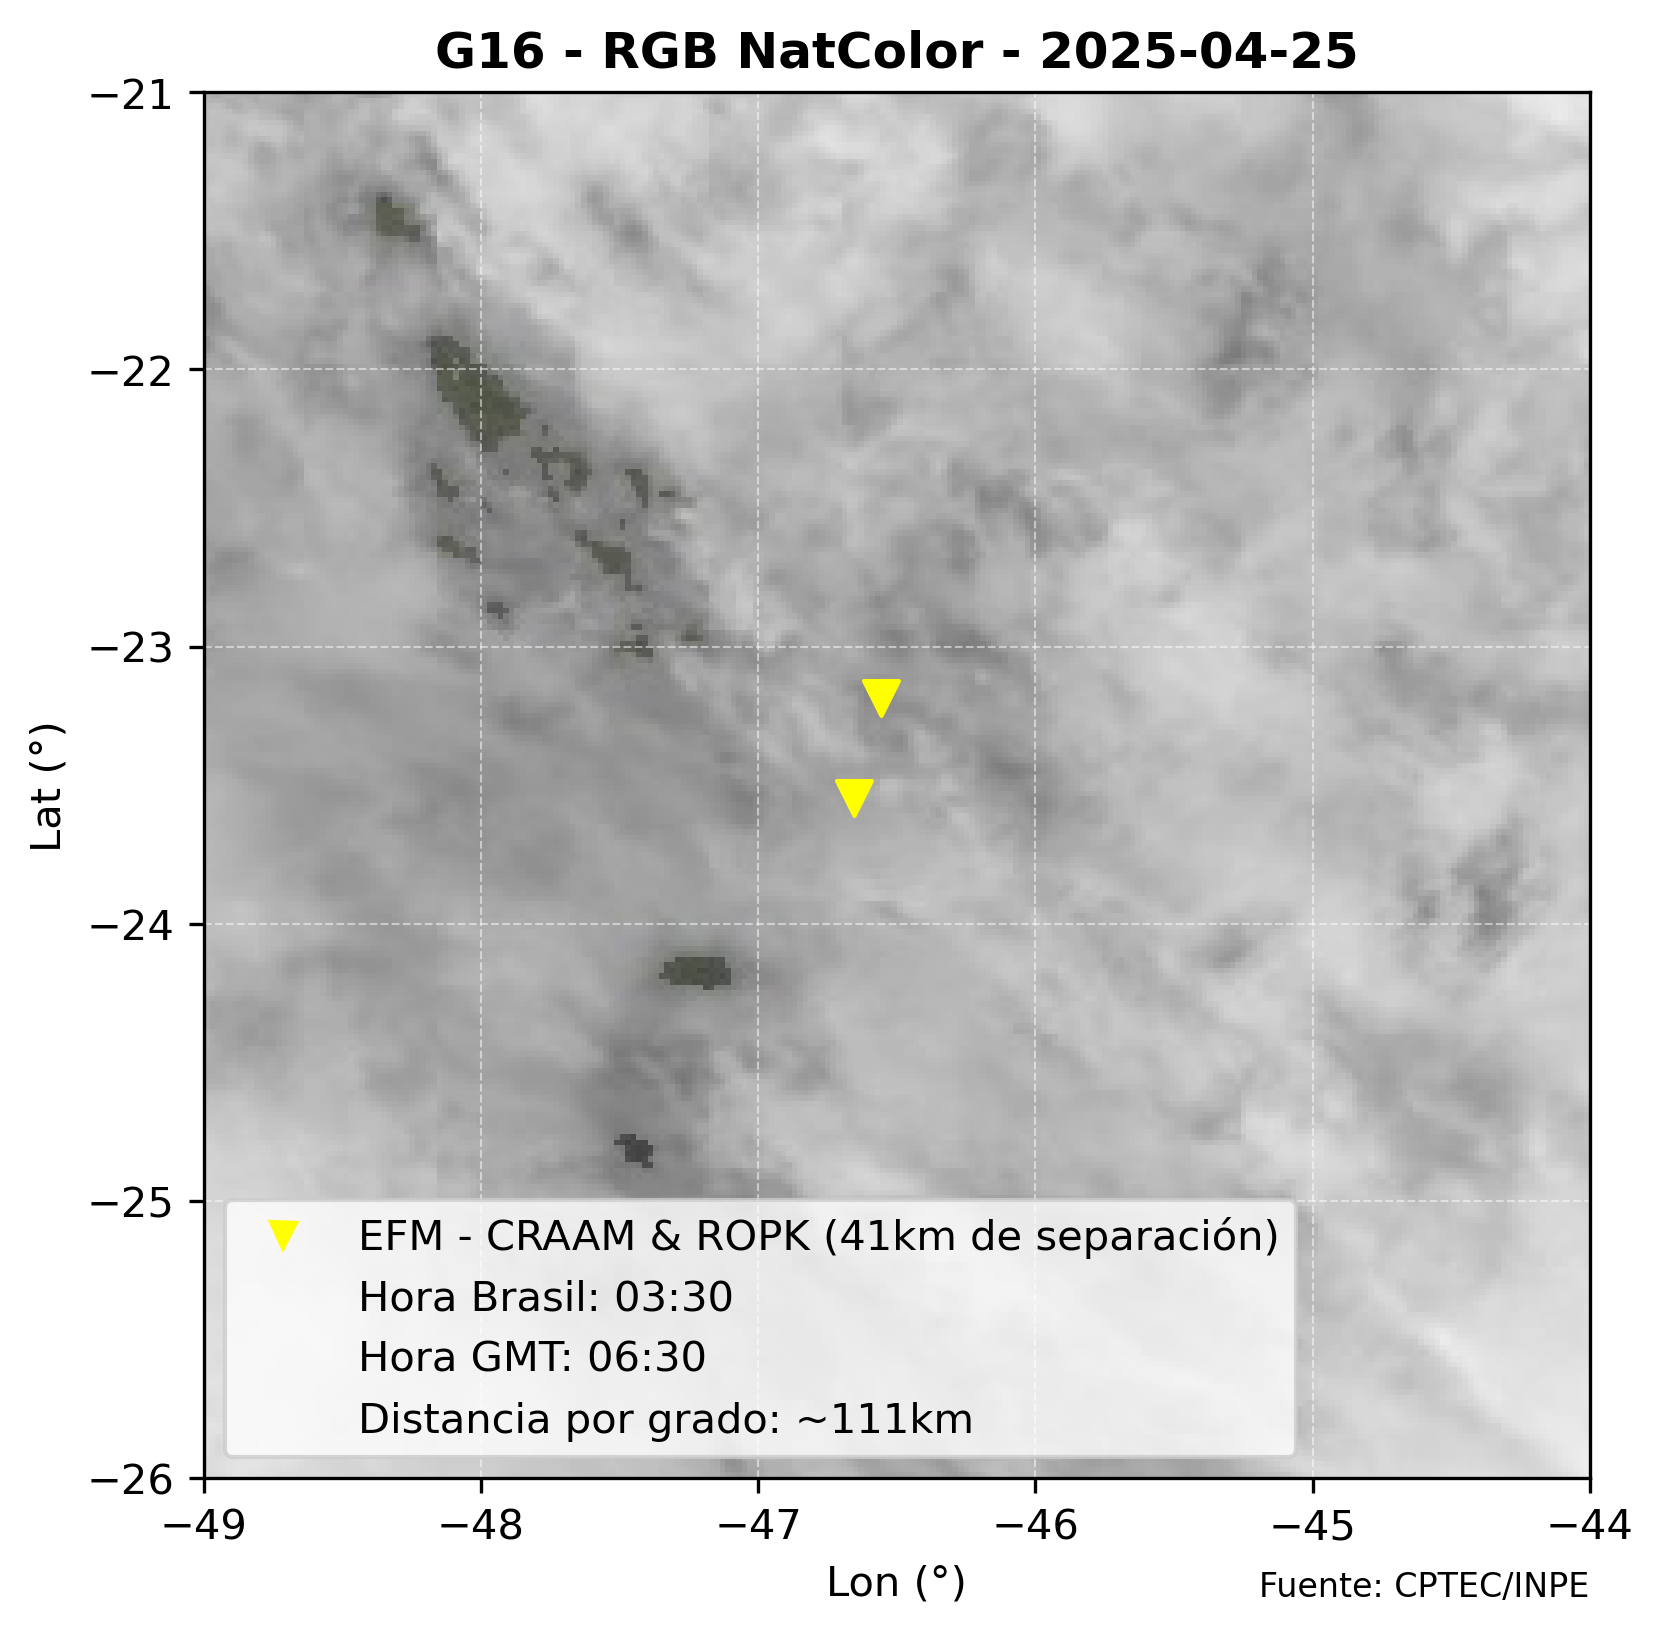 G16 - RGB NatColor - 2025-04-25
−21
−22
−23
−24
−25
−26
Lat (°)
EFM - CRAAM & ROPK (41km de separación)
Hora Brasil: 03:30
Hora GMT: 06:30
Distancia por grado: ~111km
−49 −48 −47 −46 −45 −44
Lon (°)
Fuente: CPTEC/INPE